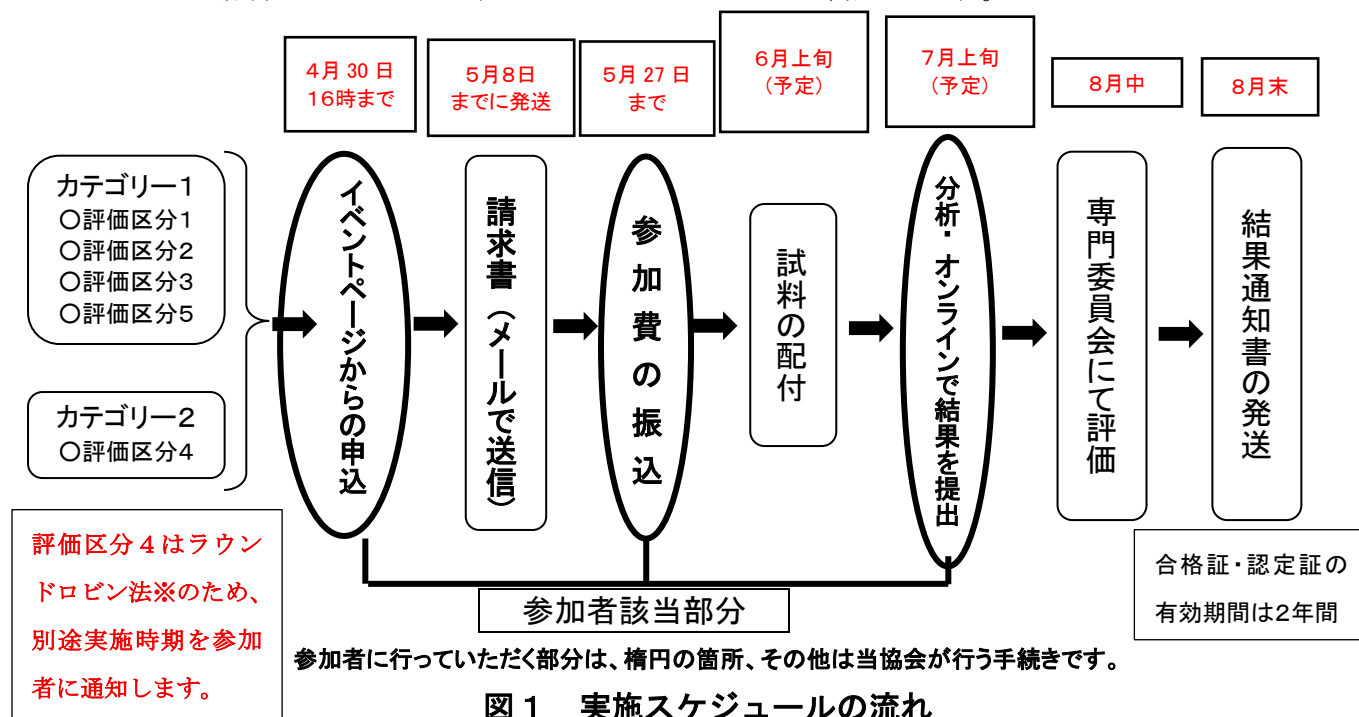 4月 30 日
16時まで
5月8日
までに発送
5月 27 日
まで
6月上旬
(予定)
7月上旬
(予定)
8月中
8月末
カテゴリー1
○評価区分1
○評価区分2
○評価区分3
○評価区分5
カテゴリー2
○評価区分4
イベントページからの申込
請求書(メールで送信)
参加費の振込
試料の配付
分析・オンラインで結果を提出
専門委員会にて評価
結果通知書の発送
評価区分4はラウン
ドロビン法※のため、
別途実施時期を参加
者に通知します。
参加者該当部分
合格証・認定証の
有効期間は2年間
参加者に行っていただく部分は、楕円の箇所、その他は当協会が行う手続きです。
図1 実施スケジュールの流れ